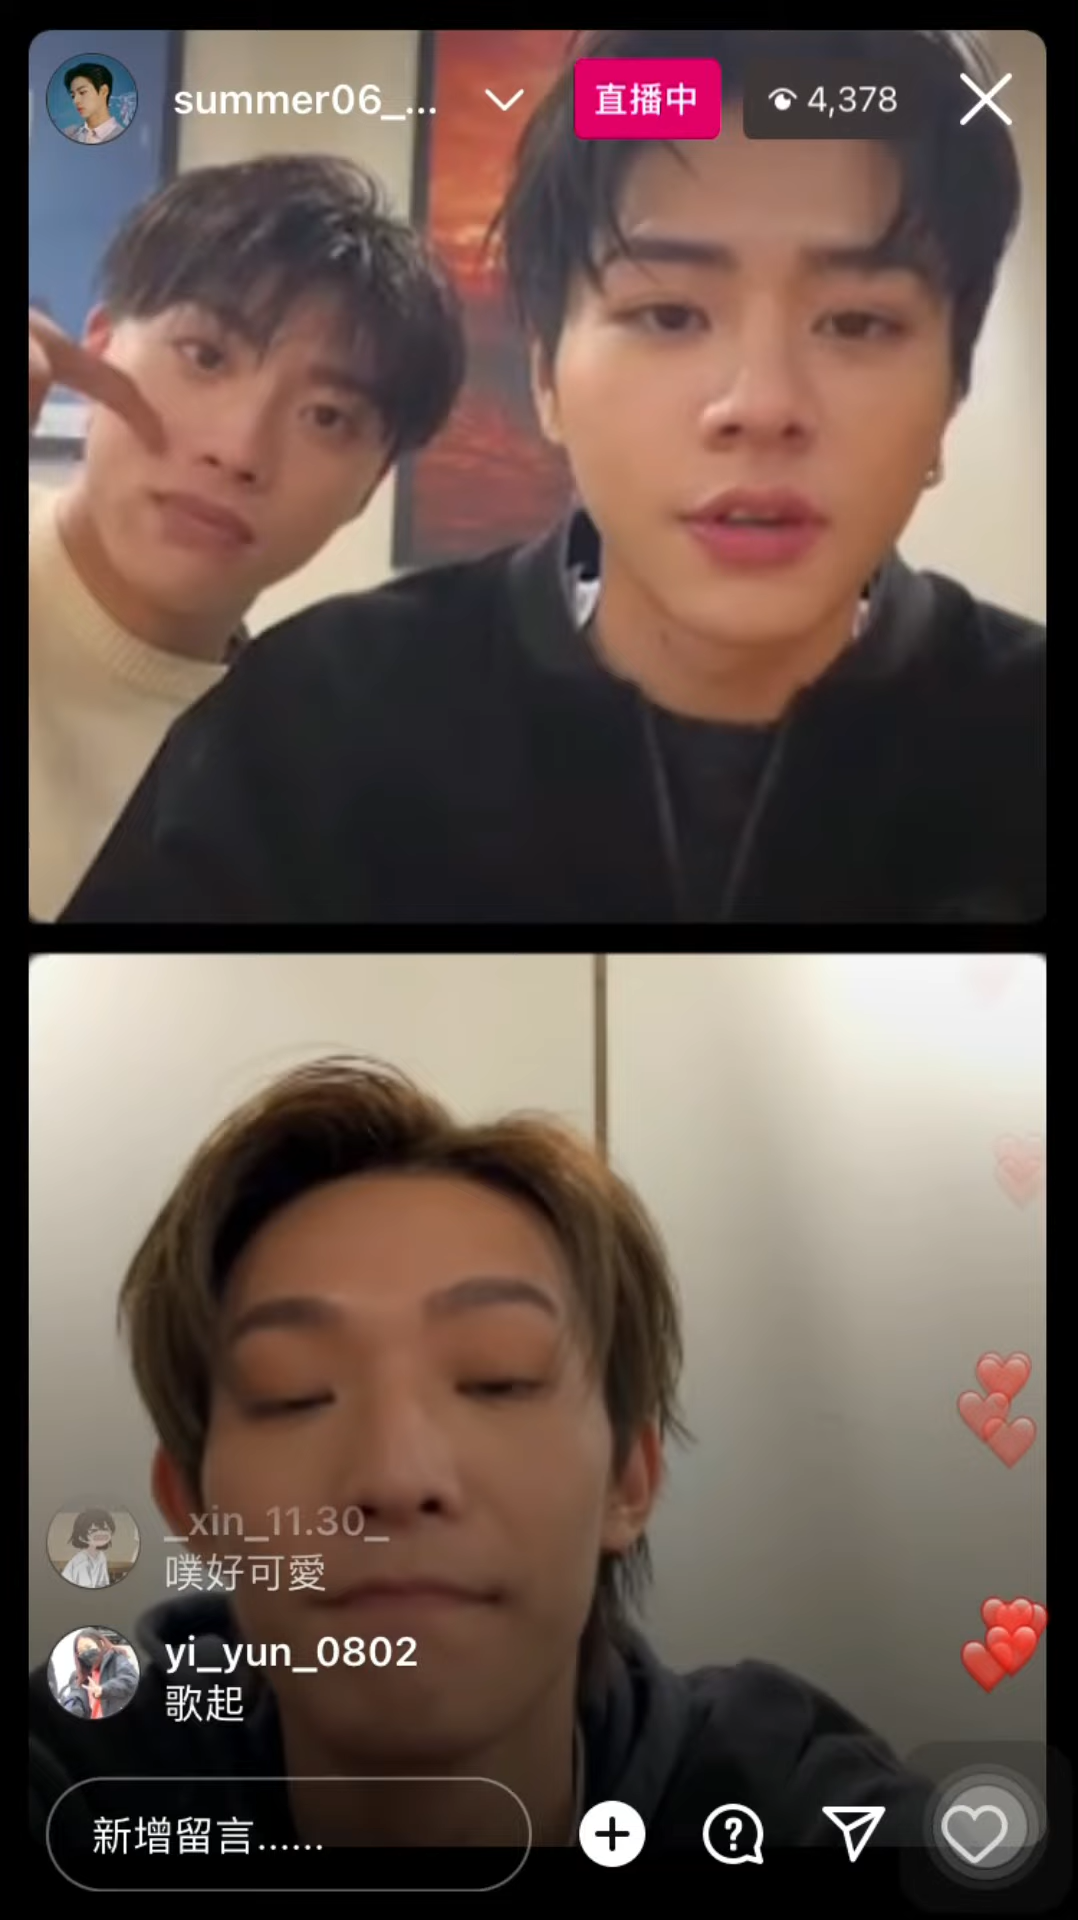 summer06_...
直播中
4,378
_xin_11.30_
噗好可愛
yi_yun_0802
歌起
新增留言......